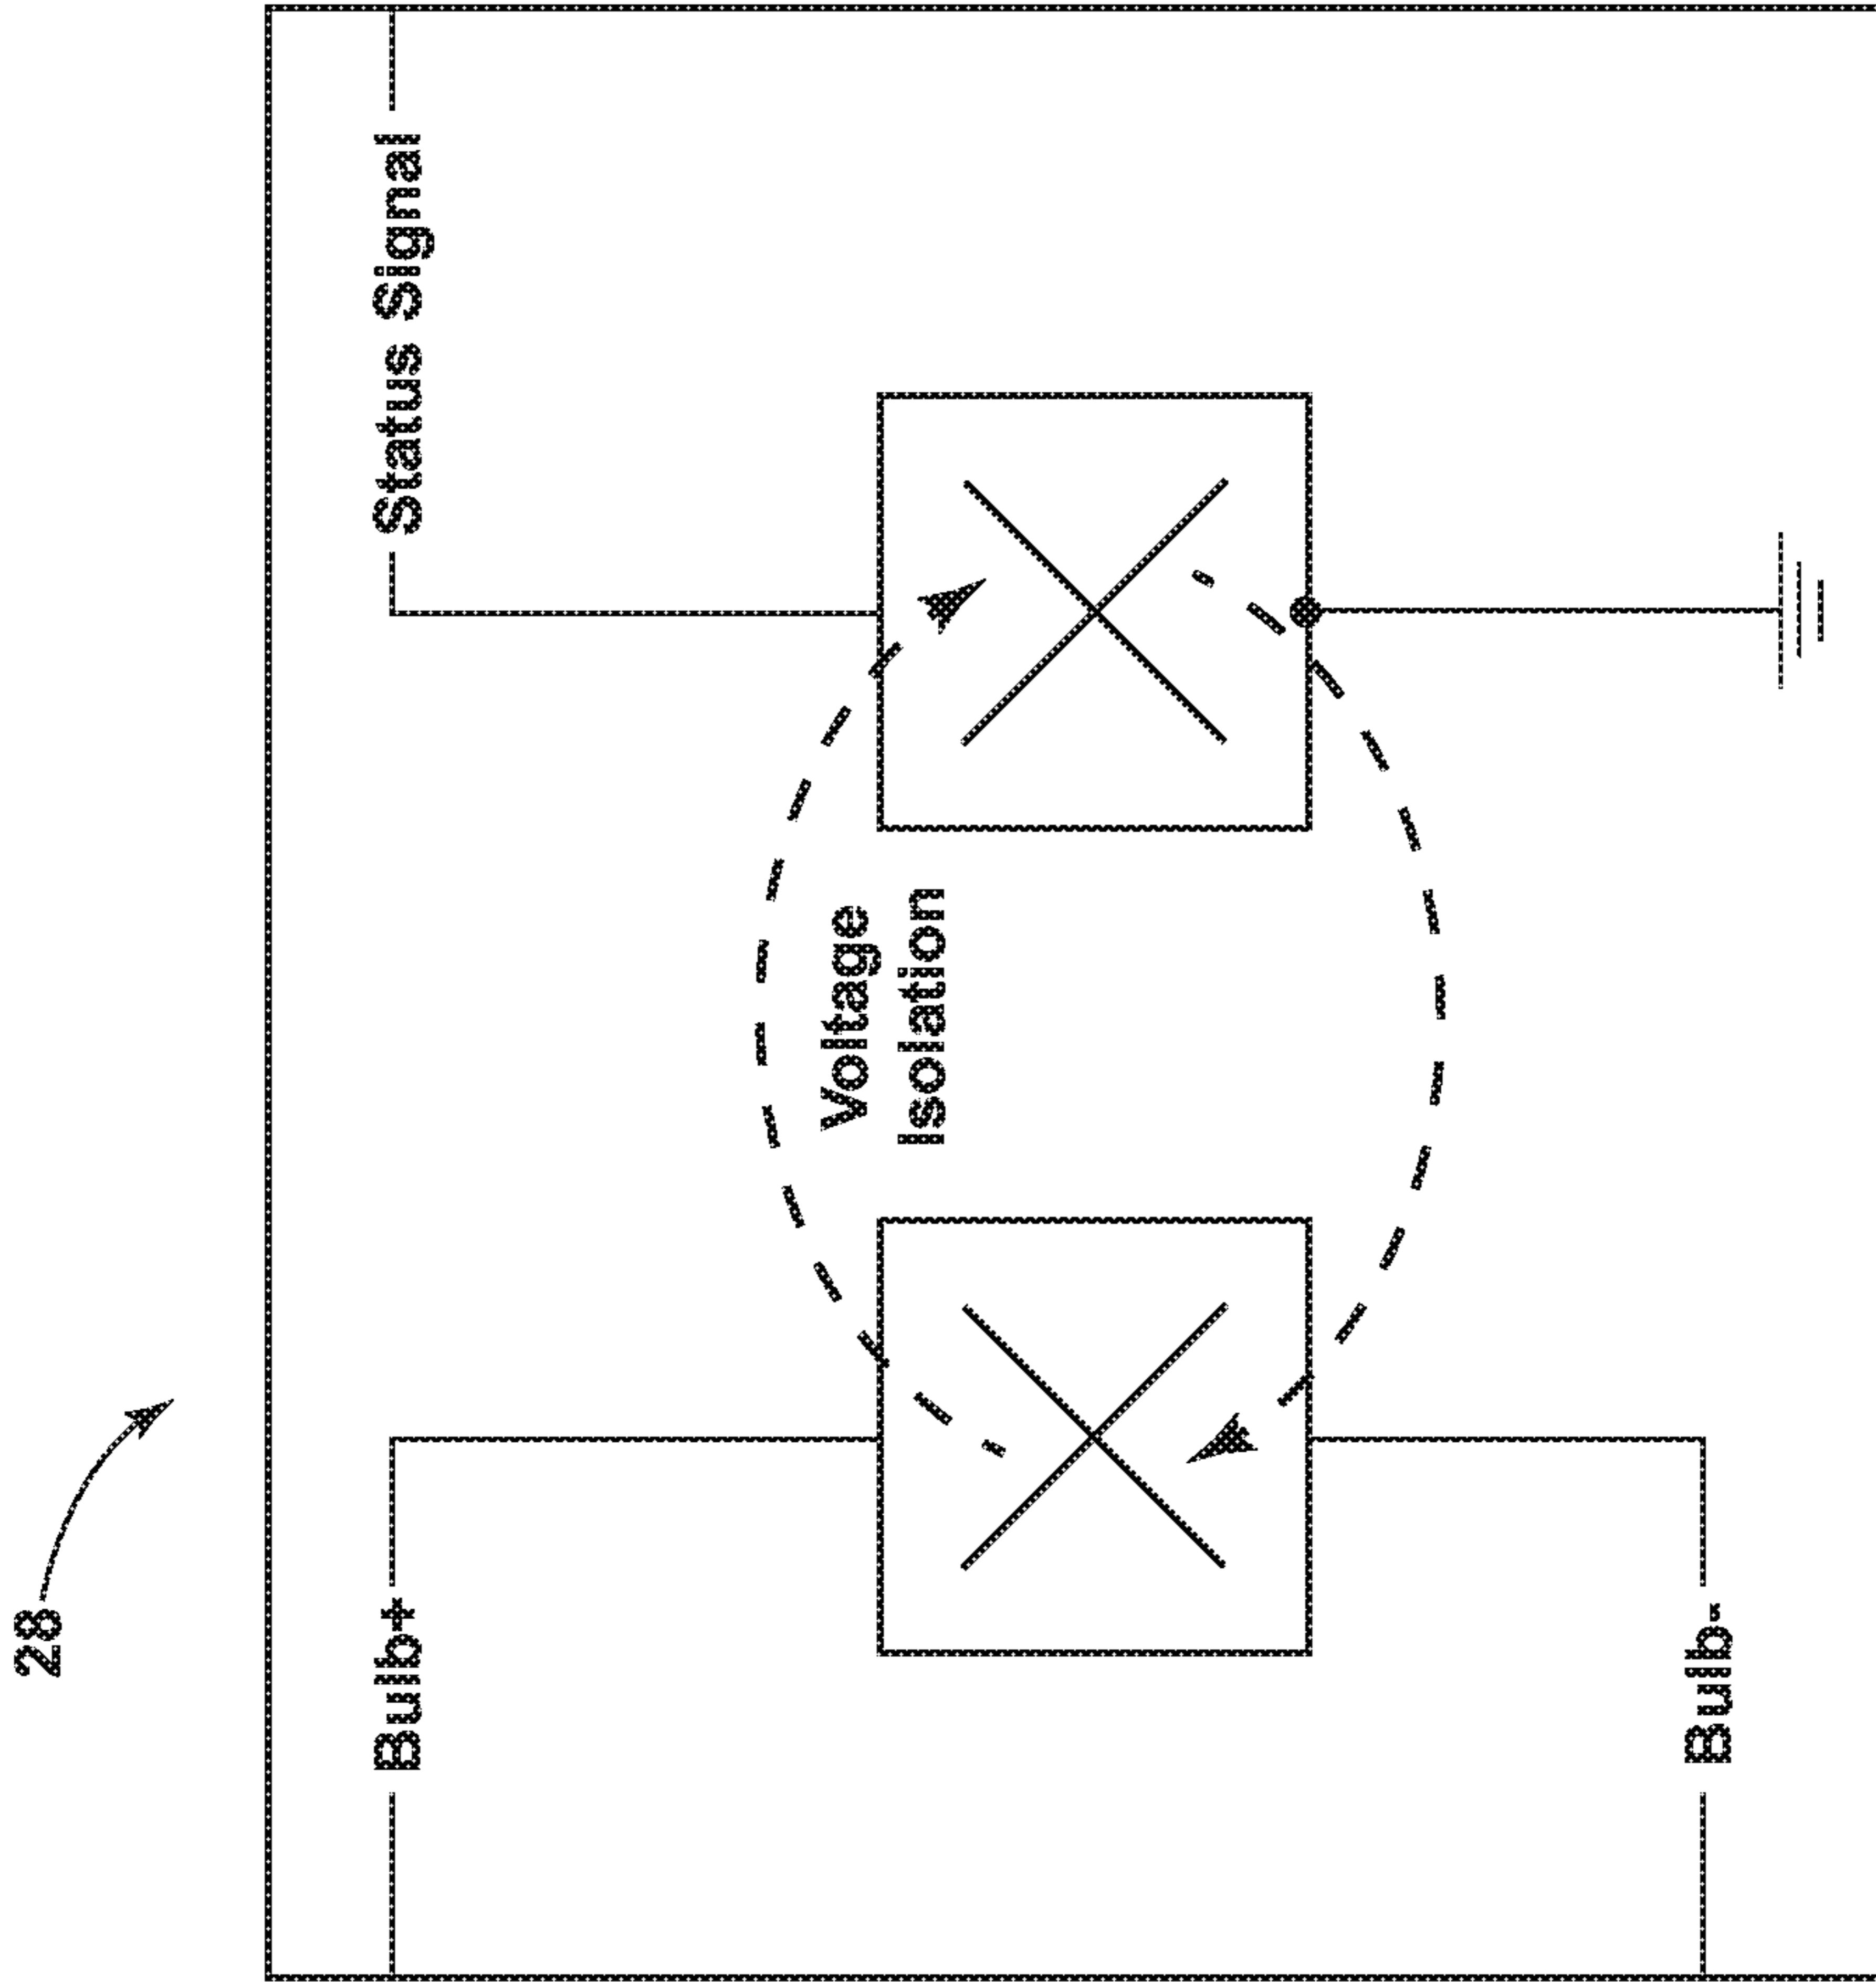 28
Bulb+
Status Signal
Voltage
Isolation
Bulb-